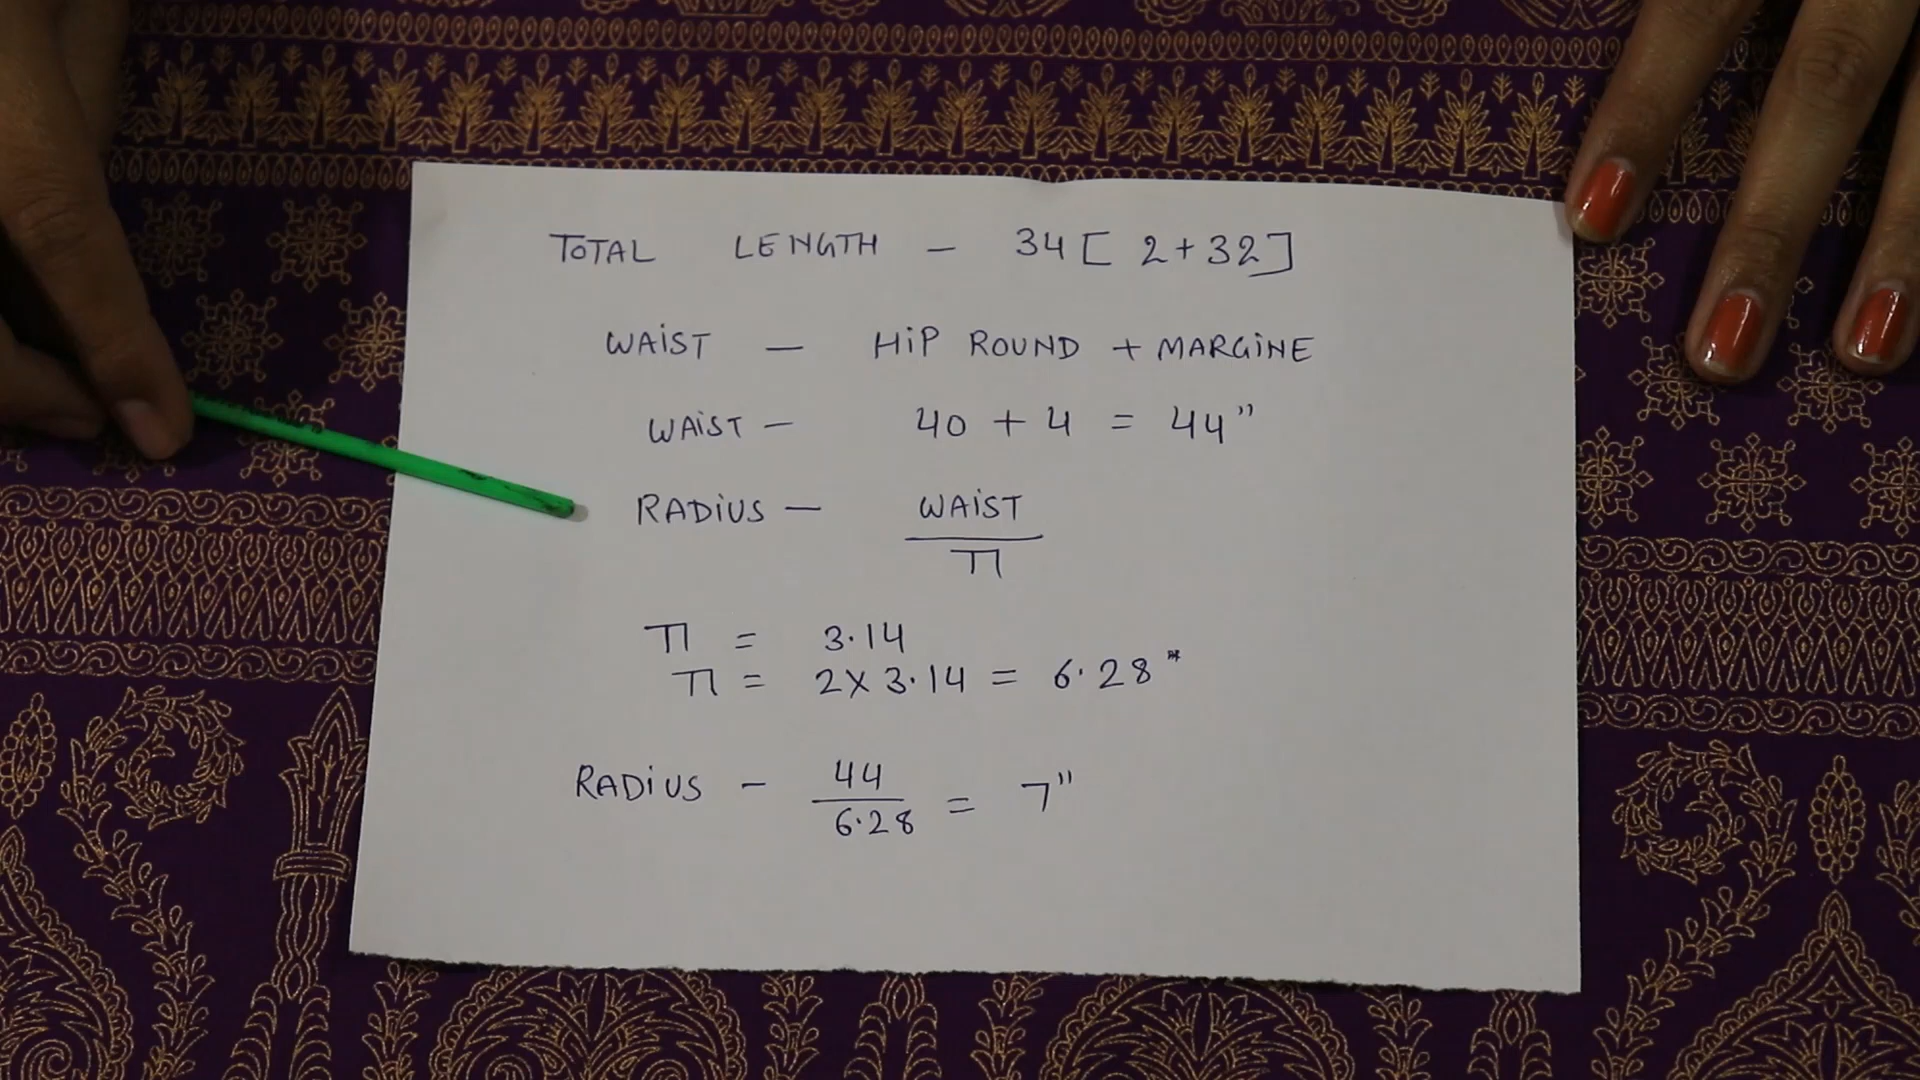 TOTAL LENGTH - 34 [ 2 + 32 ]
WAIST - HIP ROUND + MARGINE
WAIST - 40 + 4 = 44"
RADIUS - WAIST
π
π = 3.14
π = 2 X 3.14 = 6.28"
RADIUS - 44
6.28 = 7"